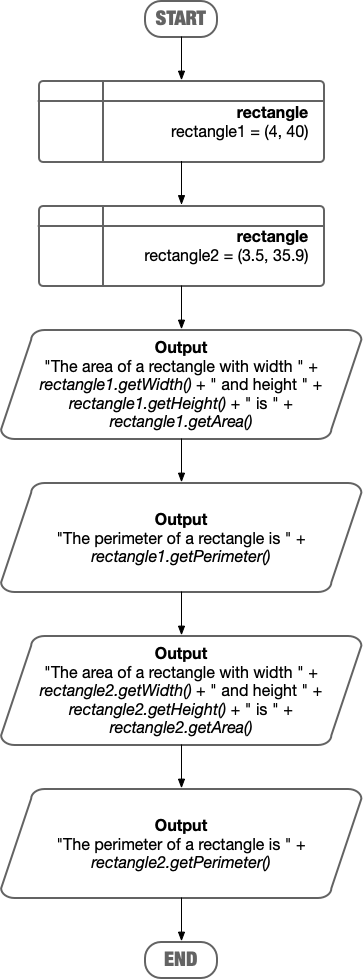 START
rectangle
rectangle1 = (4, 40)
rectangle
rectangle2 = (3.5, 35.9)
Output
"The area of a rectangle with width " +
rectangle1.getWidth() + " and height " +
rectangle1.getHeight() + " is " +
rectangle1.getArea()
Output
"The perimeter of a rectangle is " +
rectangle1.getPerimeter()
Output
"The area of a rectangle with width " +
rectangle2.getWidth() + " and height " +
rectangle2.getHeight() + " is " +
rectangle2.getArea()
Output
"The perimeter of a rectangle is " +
rectangle2.getPerimeter()
END